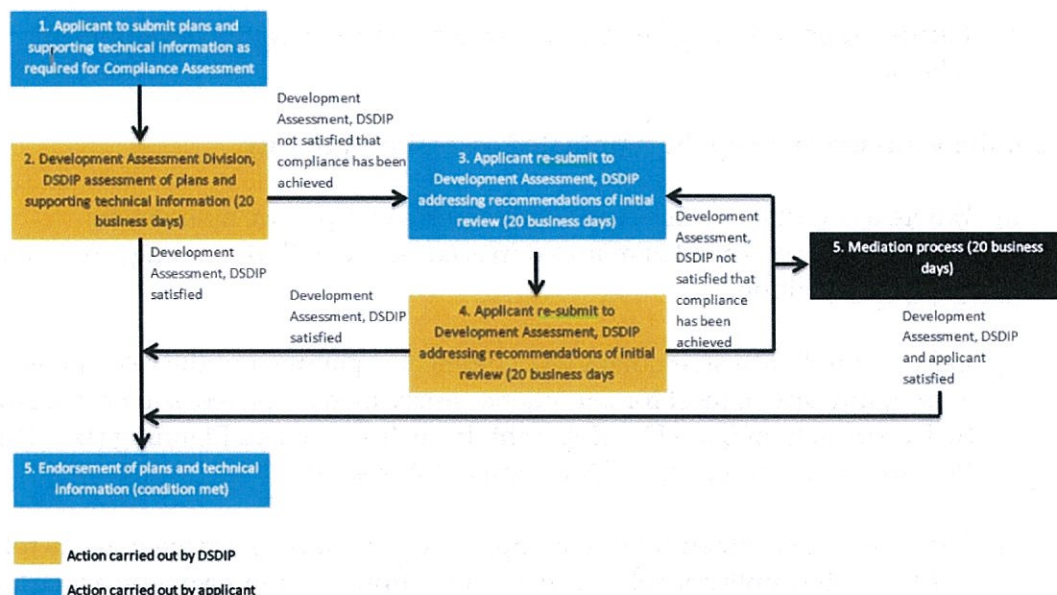 1. Applicant to submit plans and
supporting technical information as
required for Compliance Assessment
Development
Assessment, DSDIP
not satisfied that
compliance has been
achieved
2. Development Assessment Division,
DSDIP assessment of plans and
supporting technical information (20
business days)
3. Applicant re-submit to
Development Assessment, DSDIP
addressing recommendations of initial
review (20 business days)
Development
Assessment,
DSDIP not
satisfied that
compliance
has been
achieved
5. Mediation process (20 business
days)
Development
Assessment, DSDIP
satisfied
Development
Assessment, DSDIP
satisfied
4. Applicant re-submit to
Development Assessment, DSDIP
addressing recommendations of initial
review (20 business days
Development
Assessment, DSDIP
and applicant
satisfied
5. Endorsement of plans and technical
information (condition met)
Action carried out by DSDIP
Action carried out by applicant